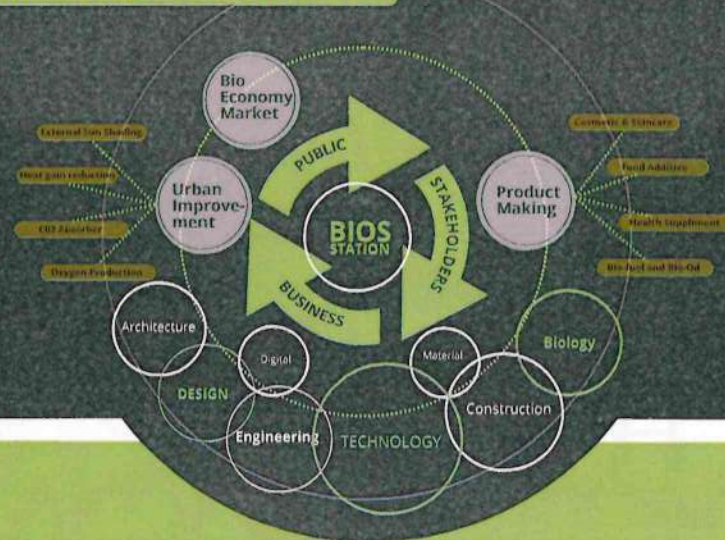 Bio
Economy
Market
External Sun Shading
Heat gain reduction
C02 Absorber
Oxygen Production
Urban
Improve-
ment
PUBLIC
STAKEHOLDERS
BUSINESS
BIOS
STATION
Product
Making
Cosmetic & Skincare
Food Additive
Health Suppliment
Bio-fuel and Bio-Oil
Architecture
Digital
DESIGN
Engineering
TECHNOLOGY
Material
Construction
Biology